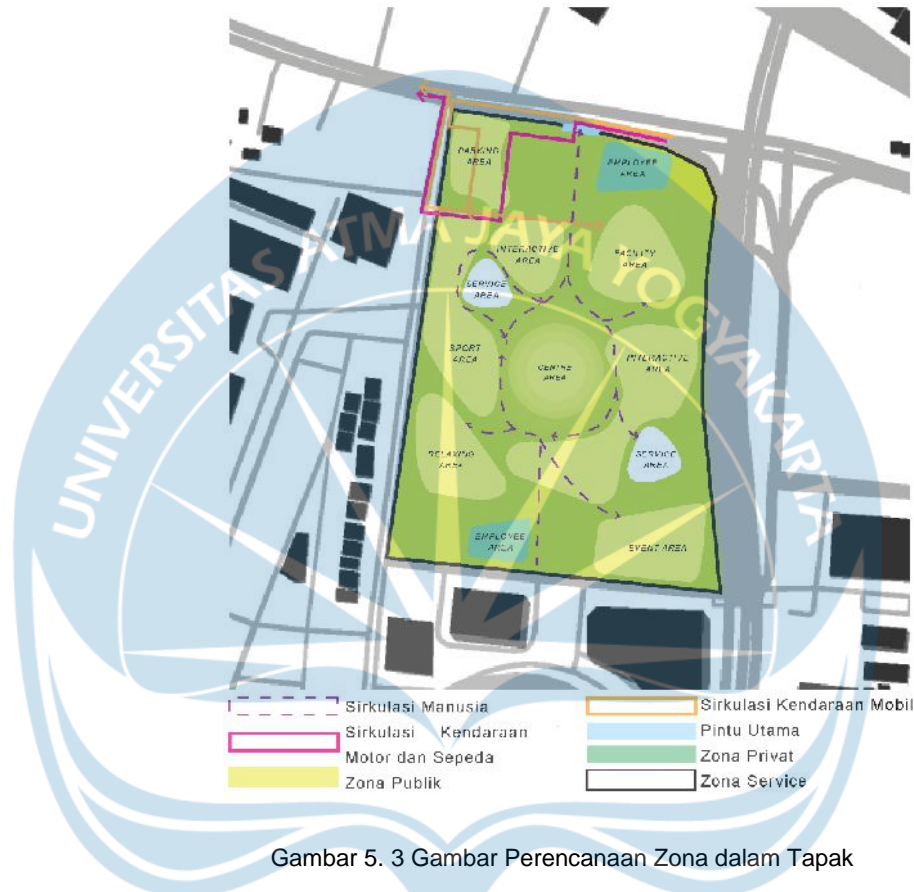 PARKING
AREA
EMPLOYEE
AREA
INTERACTIVE
AREA
FACILITY
AREA
SERVICE
AREA
SPORT
AREA
CENTRE
AREA
INTERACTIVE
AREA
RELAXING
AREA
SERVICE
AREA
EMPLOYEE
AREA
EVENT AREA
UNIVERSITAS ATMA JAYA YOGYAKARTA
Sirkulasi Manusia
Sirkulasi Kendaraan
Motor dan Sepeda
Zona Publik
Sirkulasi Kendaraan Mobil
Pintu Utama
Zona Privat
Zona Service
Gambar 5. 3 Gambar Perencanaan Zona dalam Tapak